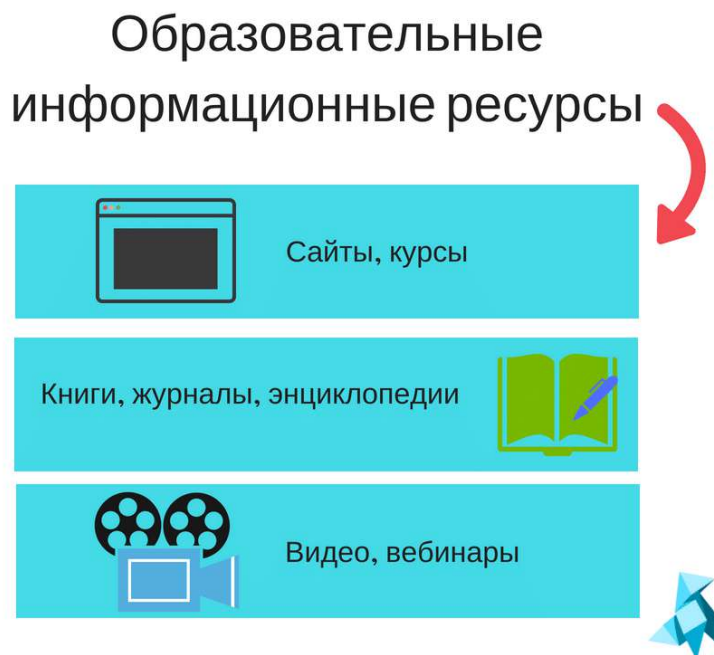 Образовательные
информационные ресурсы
Сайты, курсы
Книги, журналы, энциклопедии
Видео, вебинары